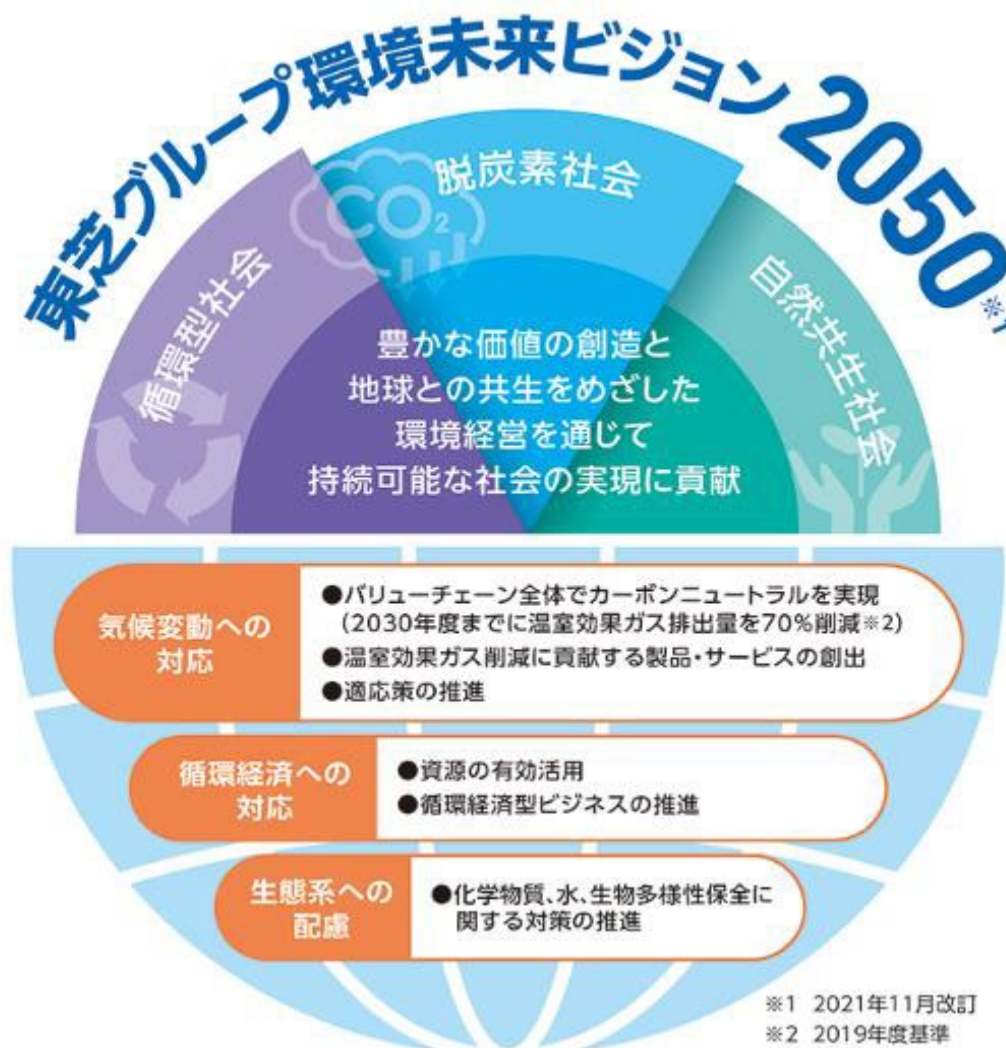 東芝グループ環境未来ビジョン2050※1
循環型社会
CO₂
脱炭素社会
自然共生社会
豊かな価値の創造と
地球との共生をめざした
環境経営を通じて
持続可能な社会の実現に貢献
気候変動への
対応
●バリューチェーン全体でカーボンニュートラルを実現
(2030年度までに温室効果ガス排出量を70%削減※2)
●温室効果ガス削減に貢献する製品・サービスの創出
●適応策の推進
循環経済への
対応
●資源の有効活用
●循環経済型ビジネスの推進
生態系への
配慮
●化学物質、水、生物多様性保全に
関する対策の推進
※1 2021年11月改訂
※2 2019年度基準